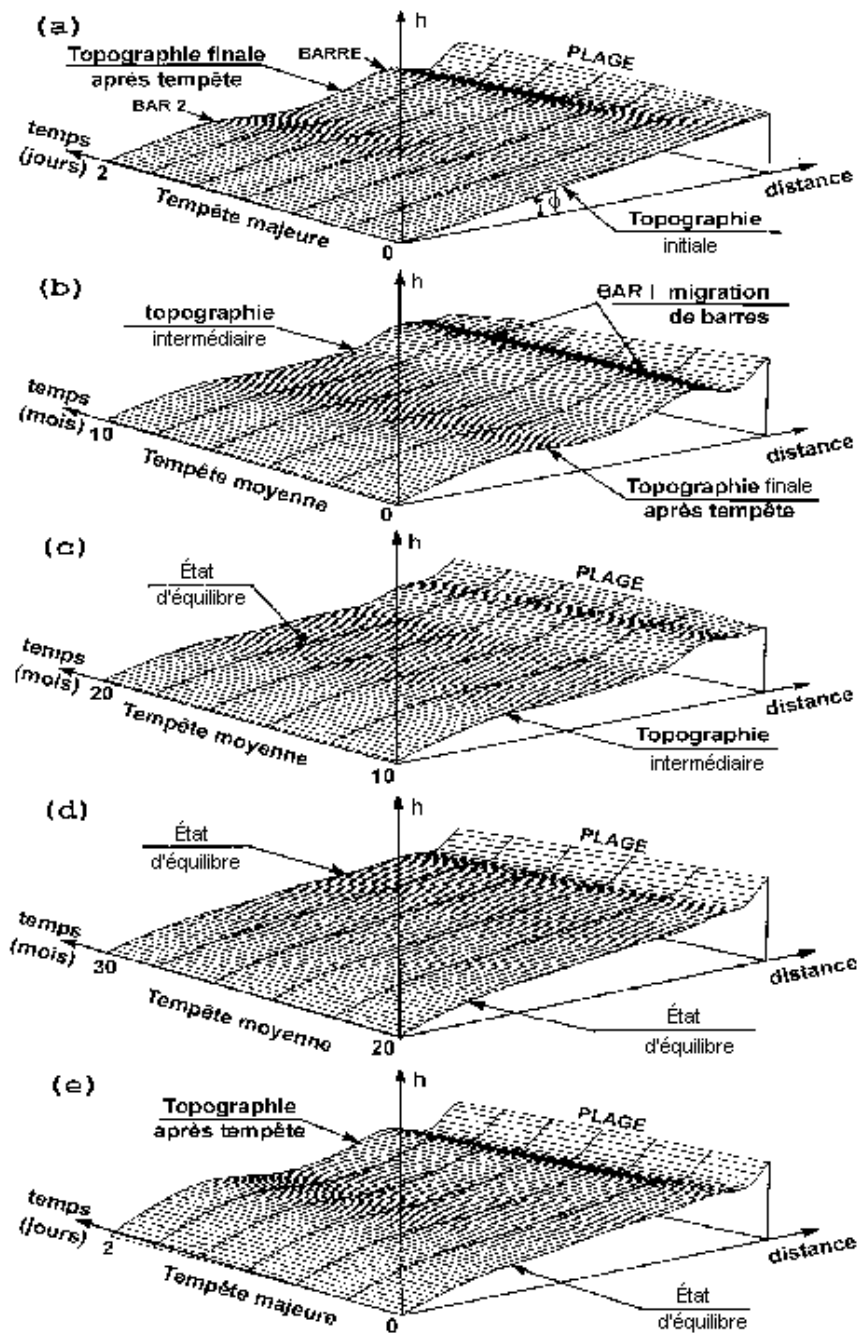 (a)
h
Topographie finale
après tempête
BARRE
PLAGE
BAR 2
temps
(jours)
2
Tempête majeure
0
ϕ
distance
Topographie
initiale
(b)
h
topographie
intermédiaire
BAR I migration
de barres
temps
(mois)
10
Tempête moyenne
0
distance
Topographie finale
après tempête
(c)
h
État
d'équilibre
PLAGE
temps
(mois)
20
Tempête moyenne
10
distance
Topographie
intermédiaire
(d)
h
État
d'équilibre
PLAGE
temps
(mois)
30
Tempête moyenne
20
distance
État
d'équilibre
(e)
h
Topographie
après tempête
PLAGE
temps
(jours)
2
Tempête majeure
0
distance
État
d'équilibre